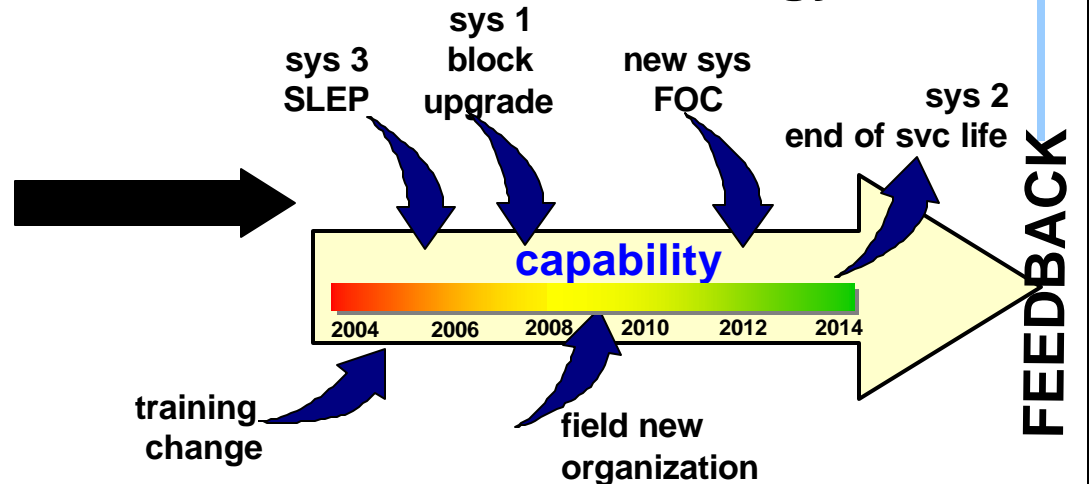 sys 1
block
upgrade
sys 3
SLEP
new sys
FOC
sys 2
end of svc life
capability
2004 2006 2008 2010 2012 2014
training
change
field new
organization
FEEDBACK